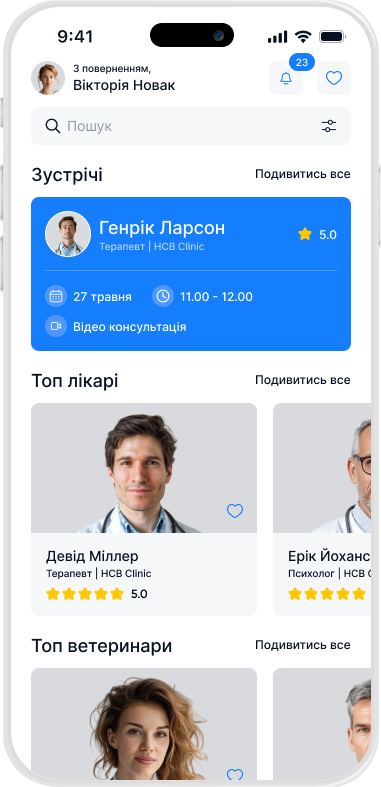 9:41
З поверненням,
Вікторія Новак
23
Пошук
Зустрічі
Подивитись все
Генрік Ларсон
Терапевт | HCB Clinic
5.0
27 травня
11.00 - 12.00
Відео консультація
Топ лікарі
Подивитись все
Девід Міллер
Терапевт | HCB Clinic
5.0
Ерік Йоханс
Психолог | HCB C
Топ ветеринари
Подивитись все